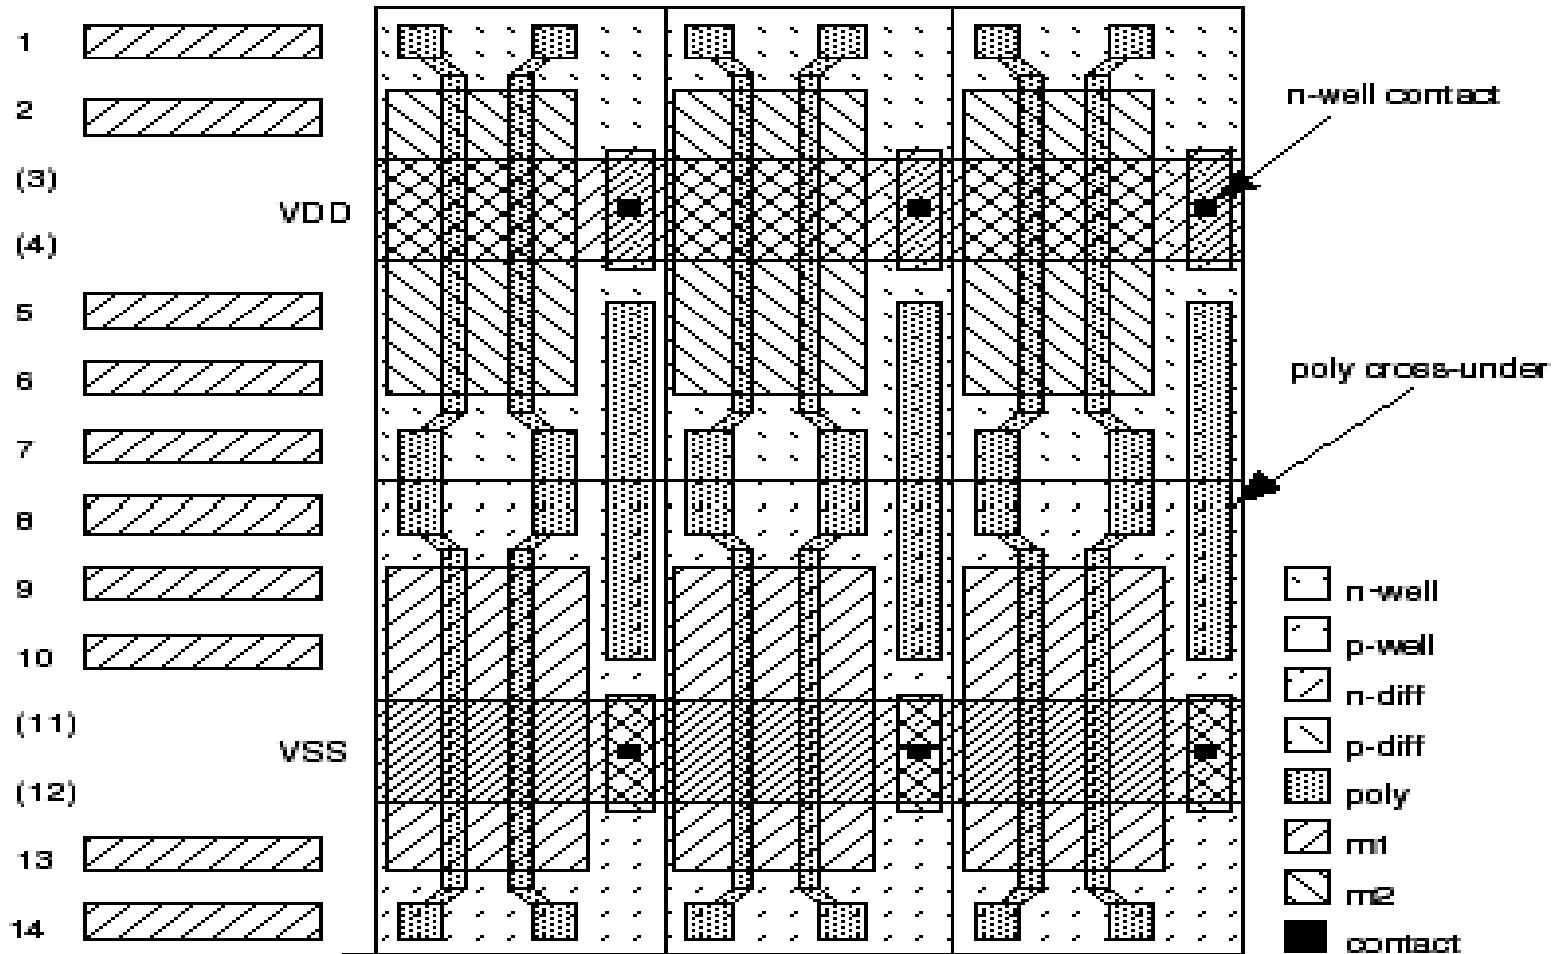 1
2
n-well contact
(3)
VDD
(4)
5
6
poly cross-under
7
8
9
n-well
10
p-well
n-diff
(11)
VSS
p-diff
(12)
poly
13
m1
m2
14
contact